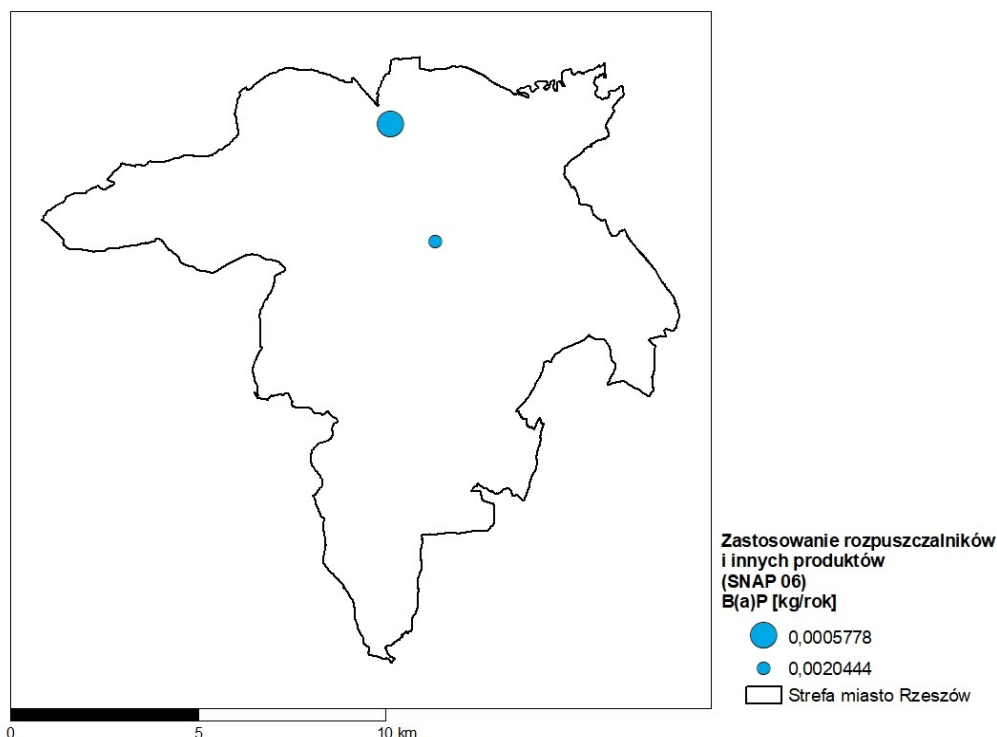 Zastosowanie rozpuszczalników
i innych produktów
(SNAP 06)
B(a)P [kg/rok]
0,0005778
0,0020444
Strefa miasto Rzeszów
0 5 10 km